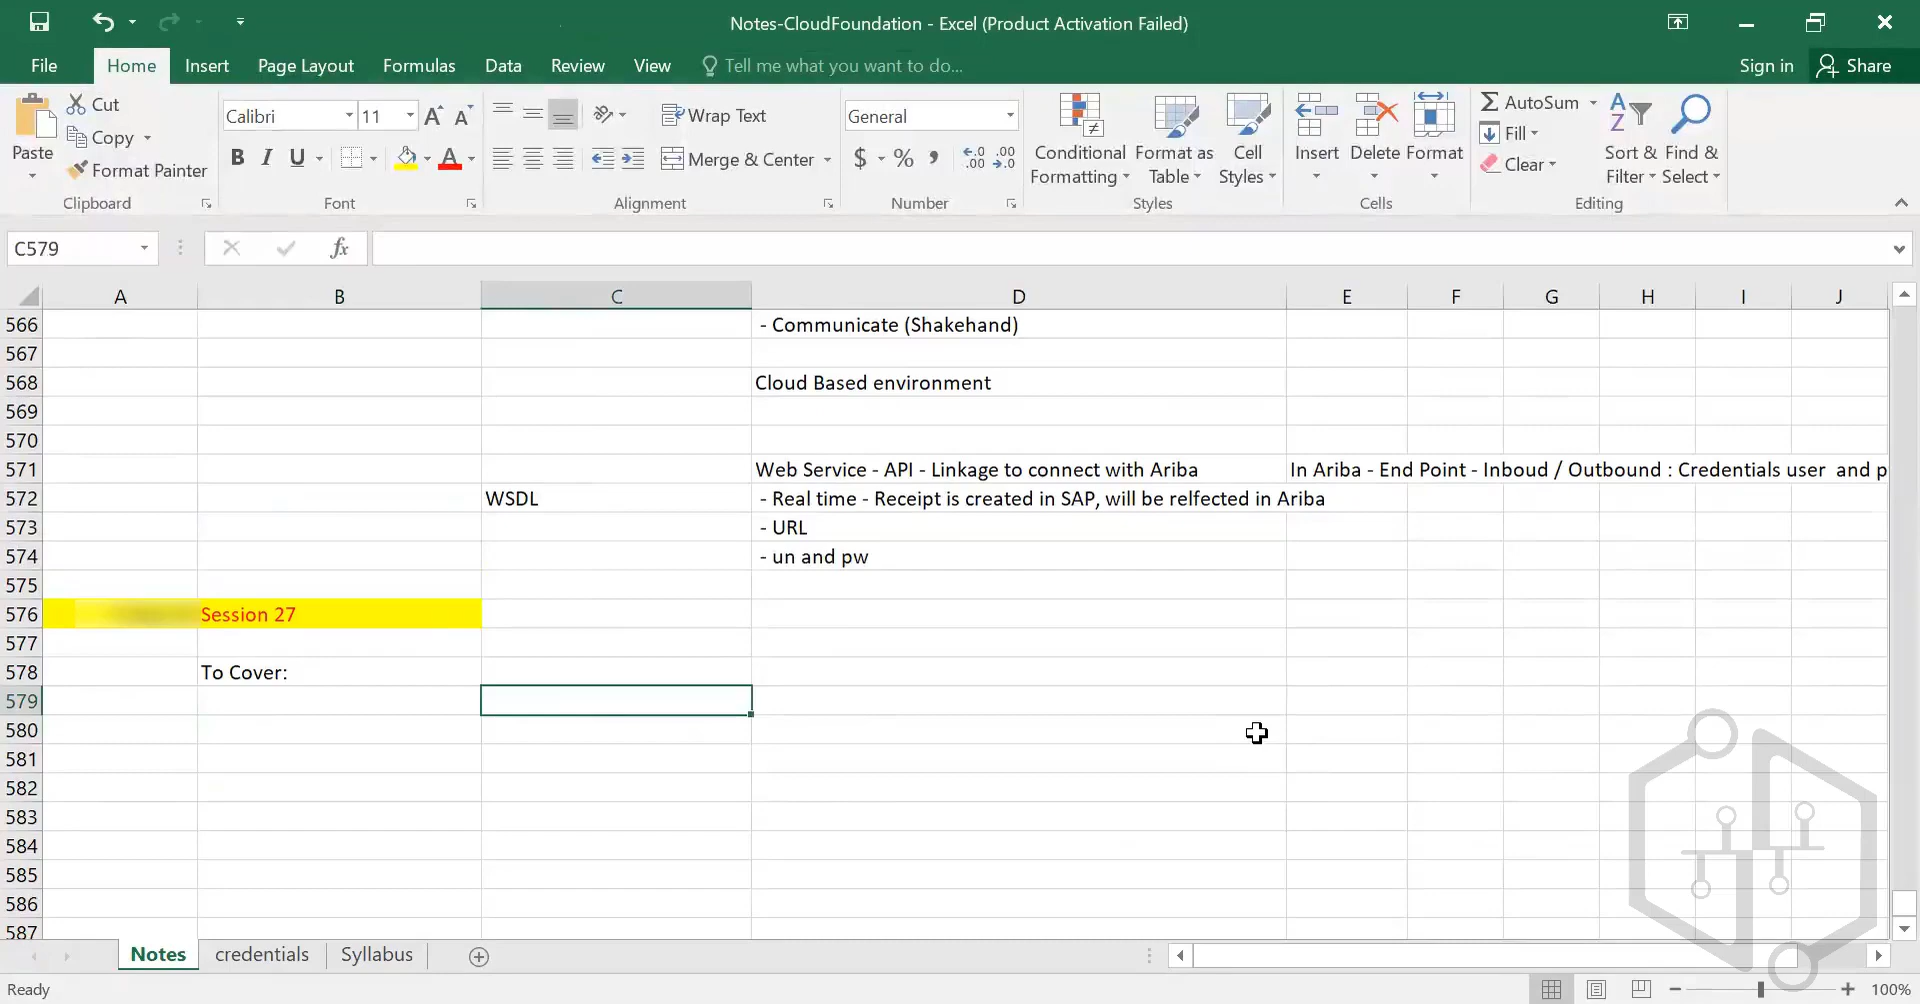 Notes-CloudFoundation - Excel (Product Activation Failed)
File Home Insert Page Layout Formulas Data Review View Tell me what you want to do... Sign in Share
Paste
Cut
Copy
Format Painter
Clipboard
Calibri 11
B I U A
Font
Wrap Text
Merge & Center
Alignment
General
$ % ,
Number
Conditional Formatting
Format as Table
Cell Styles
Styles
Insert Delete Format
Cells
AutoSum
Fill
Clear
Sort & Filter
Find & Select
Editing
C579 fx
A B C D E F G H I J
566 - Communicate (Shakehand)
567
568 Cloud Based environment
569
570
571 Web Service - API - Linkage to connect with Ariba In Ariba - End Point - Inboud / Outbound : Credentials user and p
572 WSDL - Real time - Receipt is created in SAP, will be relfected in Ariba
573 - URL
574 - un and pw
575
576 Session 27
577
578 To Cover:
579
580
581
582
583
584
585
586
587
Notes credentials Syllabus
Ready 100%